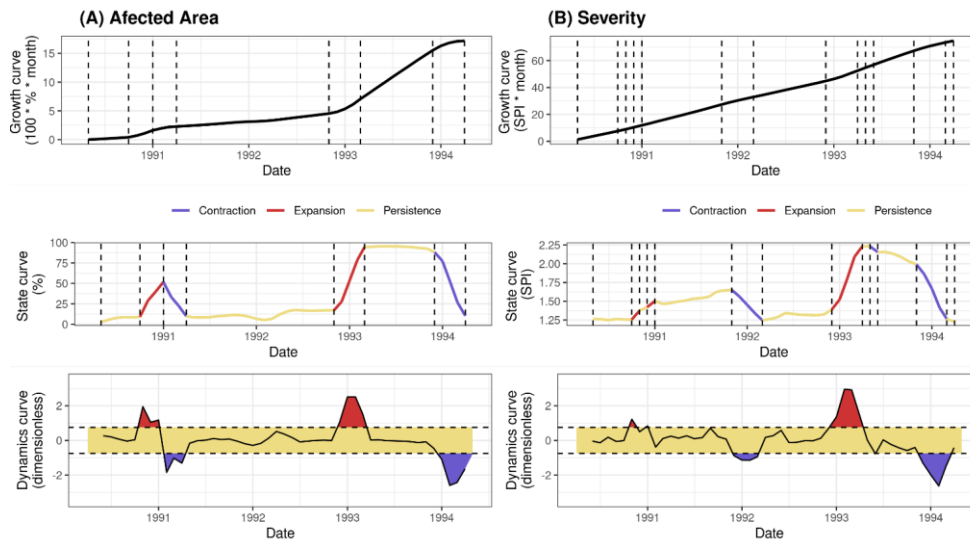 (A) Afected Area
Growth curve
(100 * % * month)
15
10
5
0
1991
1992
1993
1994
Date
Contraction
Expansion
Persistence
State curve
(%)
100
75
50
25
0
1991
1992
1993
1994
Date
Dynamics curve
(dimensionless)
2
0
-2
1991
1992
1993
1994
Date
(B) Severity
Growth curve
(SPI * month)
60
40
20
0
1991
1992
1993
1994
Date
Contraction
Expansion
Persistence
State curve
(SPI)
2.25
2.00
1.75
1.50
1.25
1991
1992
1993
1994
Date
Dynamics curve
(dimensionless)
2
0
-2
1991
1992
1993
1994
Date